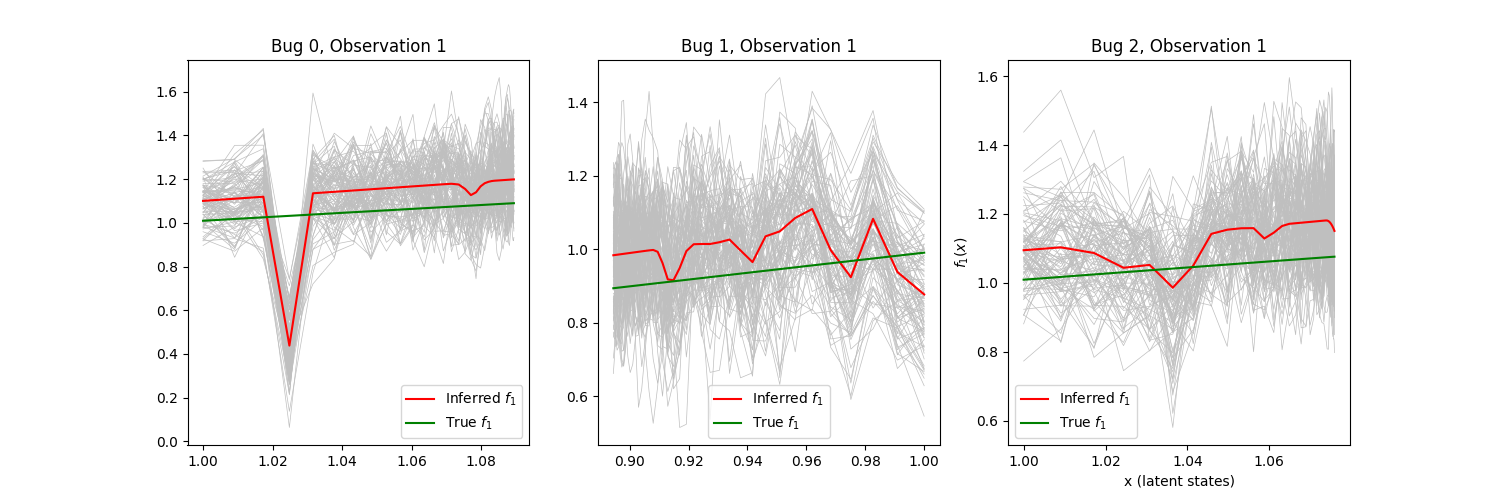 Bug 0, Observation 1
1.6
1.4
1.2
1.0
0.8
0.6
0.4
0.2
0.0
1.00 1.02 1.04 1.06 1.08
Inferred f₁
True f₁
Bug 1, Observation 1
1.4
1.2
1.0
0.8
0.6
0.90 0.92 0.94 0.96 0.98 1.00
Inferred f₁
True f₁
Bug 2, Observation 1
f₁(x)
1.6
1.4
1.2
1.0
0.8
0.6
1.00 1.02 1.04 1.06
x (latent states)
Inferred f₁
True f₁